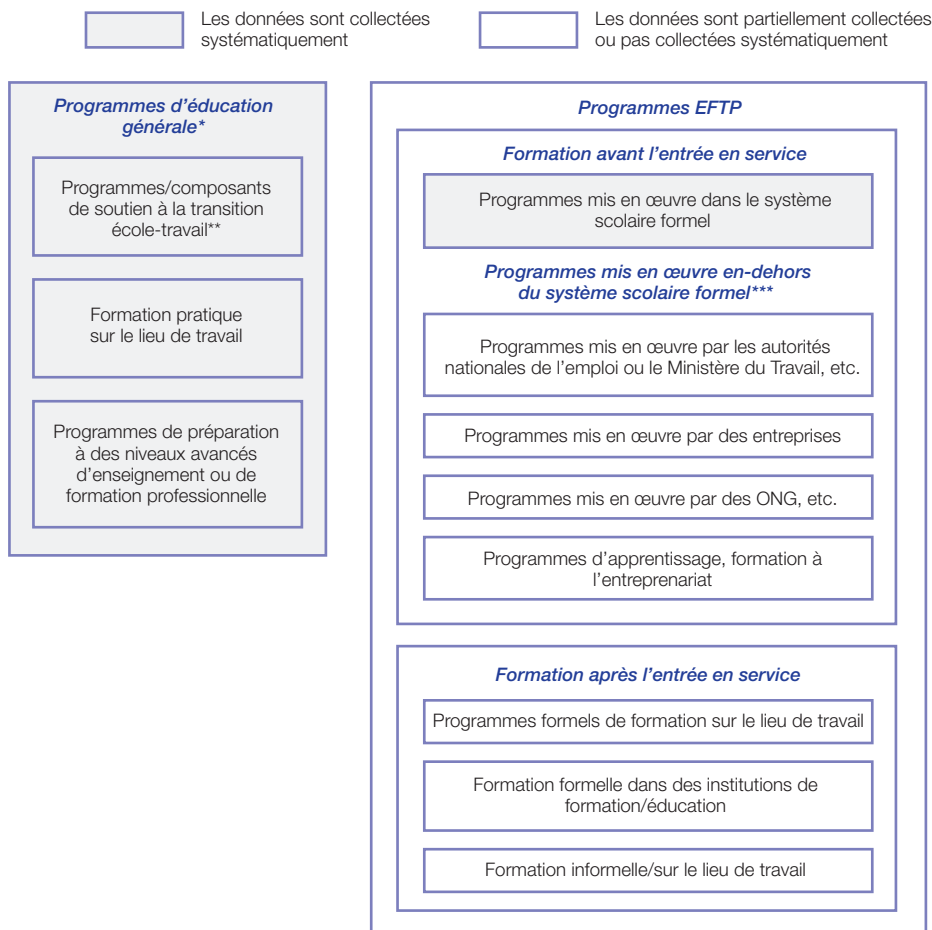 Les données sont collectées
systématiquement
Les données sont partiellement collectées
ou pas collectées systématiquement
Programmes d'éducation
générale*
Programmes/composants
de soutien à la transition
école-travail**
Formation pratique
sur le lieu de travail
Programmes de préparation
à des niveaux avancés
d'enseignement ou de
formation professionnelle
Programmes EFTP
Formation avant l'entrée en service
Programmes mis en œuvre dans le système
scolaire formel
Programmes mis en œuvre en-dehors
du système scolaire formel***
Programmes mis en œuvre par les autorités
nationales de l'emploi ou le Ministère du Travail, etc.
Programmes mis en œuvre par des entreprises
Programmes mis en œuvre par des ONG, etc.
Programmes d'apprentissage, formation à
l'entreprenariat
Formation après l'entrée en service
Programmes formels de formation sur le lieu de travail
Formation formelle dans des institutions de
formation/éducation
Formation informelle/sur le lieu de travail